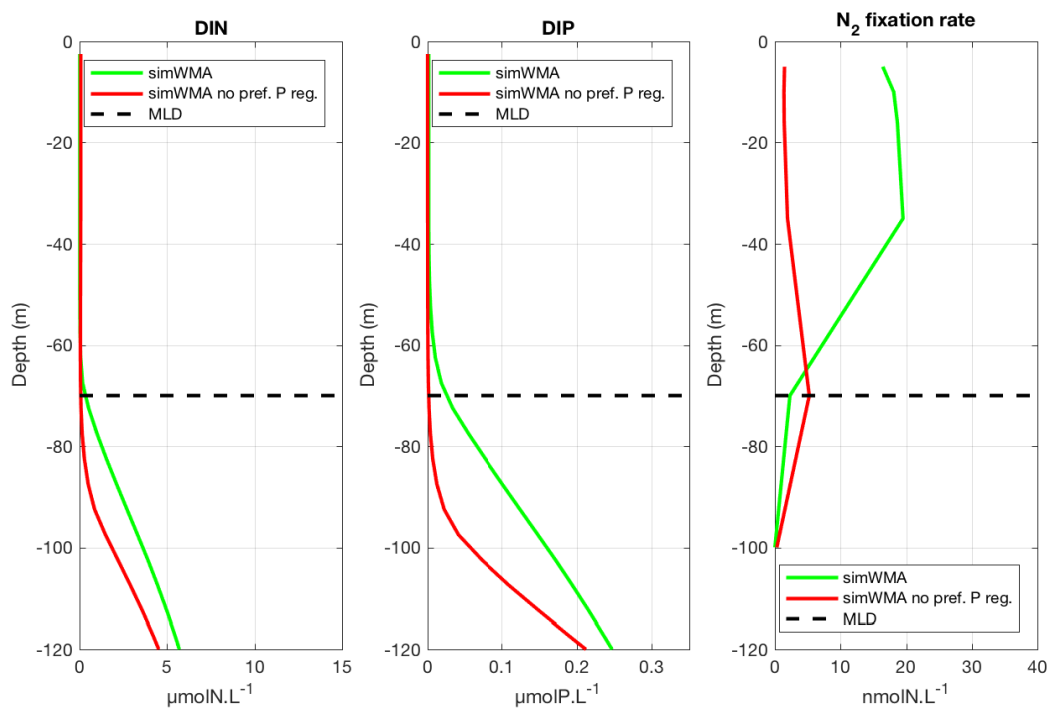 DIN
0
-20
-40
-60
-80
-100
-120
Depth (m)
simWMA
simWMA no pref. P reg.
MLD
0 5 10 15
µmolN.L-1
DIP
0
-20
-40
-60
-80
-100
-120
Depth (m)
simWMA
simWMA no pref. P reg.
MLD
0 0.1 0.2 0.3
µmolP.L-1
N2 fixation rate
0
-20
-40
-60
-80
-100
-120
Depth (m)
simWMA
simWMA no pref. P reg.
MLD
0 10 20 30 40
nmolN.L-1